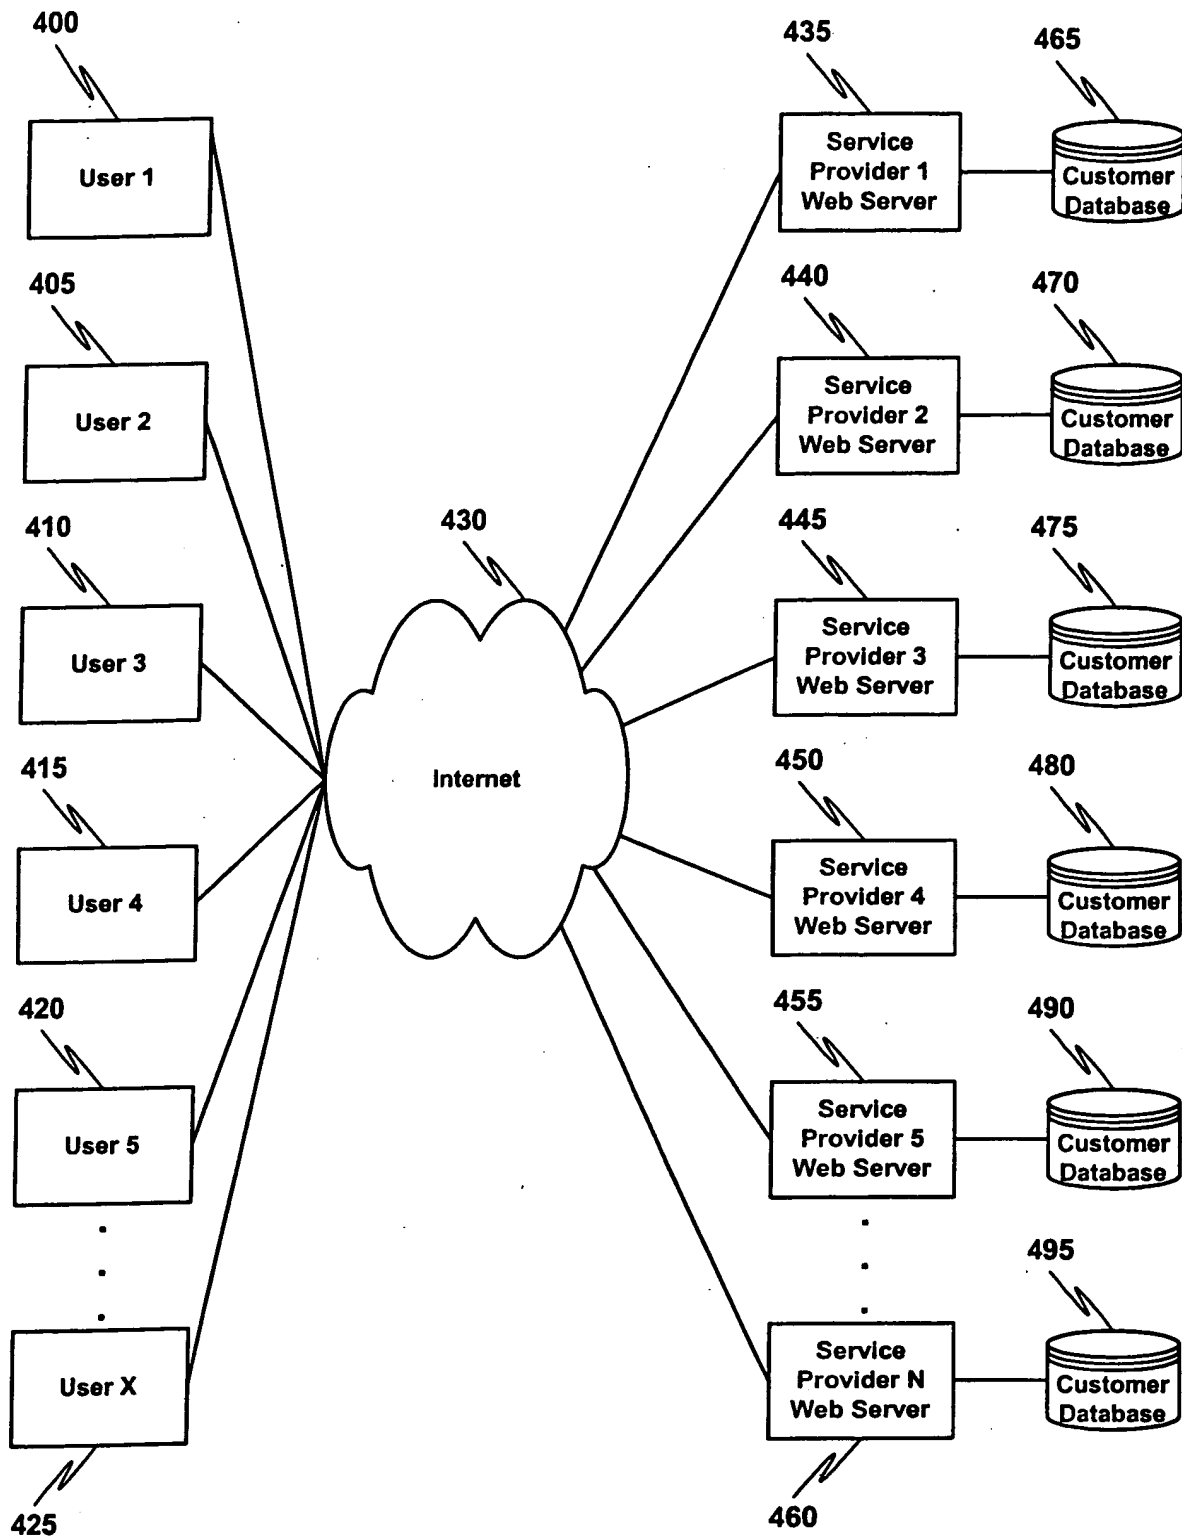 400
User 1
405
User 2
410
User 3
415
User 4
420
User 5
User X
425
430
Internet
435
Service
Provider 1
Web Server
440
Service
Provider 2
Web Server
445
Service
Provider 3
Web Server
450
Service
Provider 4
Web Server
455
Service
Provider 5
Web Server
Service
Provider N
Web Server
460
465
Customer
Database
470
Customer
Database
475
Customer
Database
480
Customer
Database
490
Customer
Database
495
Customer
Database